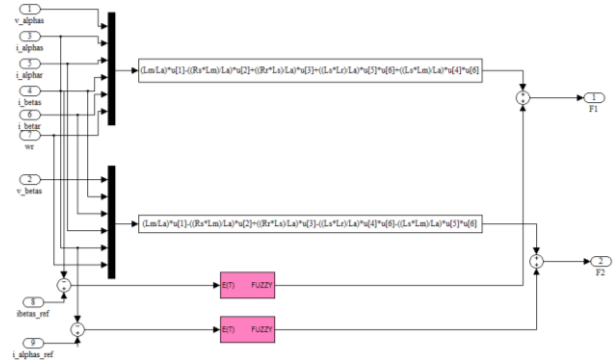 1
v_alphas
3
i_alphas
5
i_alphar
4
i_betas
6
i_betar
7
wr
(Lm/La)*u[1]-((Rs*Lm)/La)*u[2]+((Rr*Ls)/La)*u[3]+((Ls*Lr)/La)*u[5]*u[6]+((Ls*Lm)/La)*u[4]*u[6]
1
F1
2
v_betas
(Lm/La)*u[1]-((Rs*Lm)/La)*u[2]+((Rr*Ls)/La)*u[3]-((Ls*Lr)/La)*u[4]*u[6]-((Ls*Lm)/La)*u[5]*u[6]
2
F2
8
ibetas_ref
E(T) FUZZY
9
i_alphas_ref
E(T) FUZZY